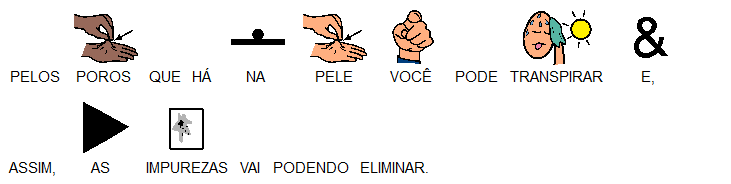 PELOS POROS QUE HÁ NA PELE VOCÊ PODE TRANSPIRAR & E,
ASSIM, AS IMPUREZAS VAI PODENDO ELIMINAR.